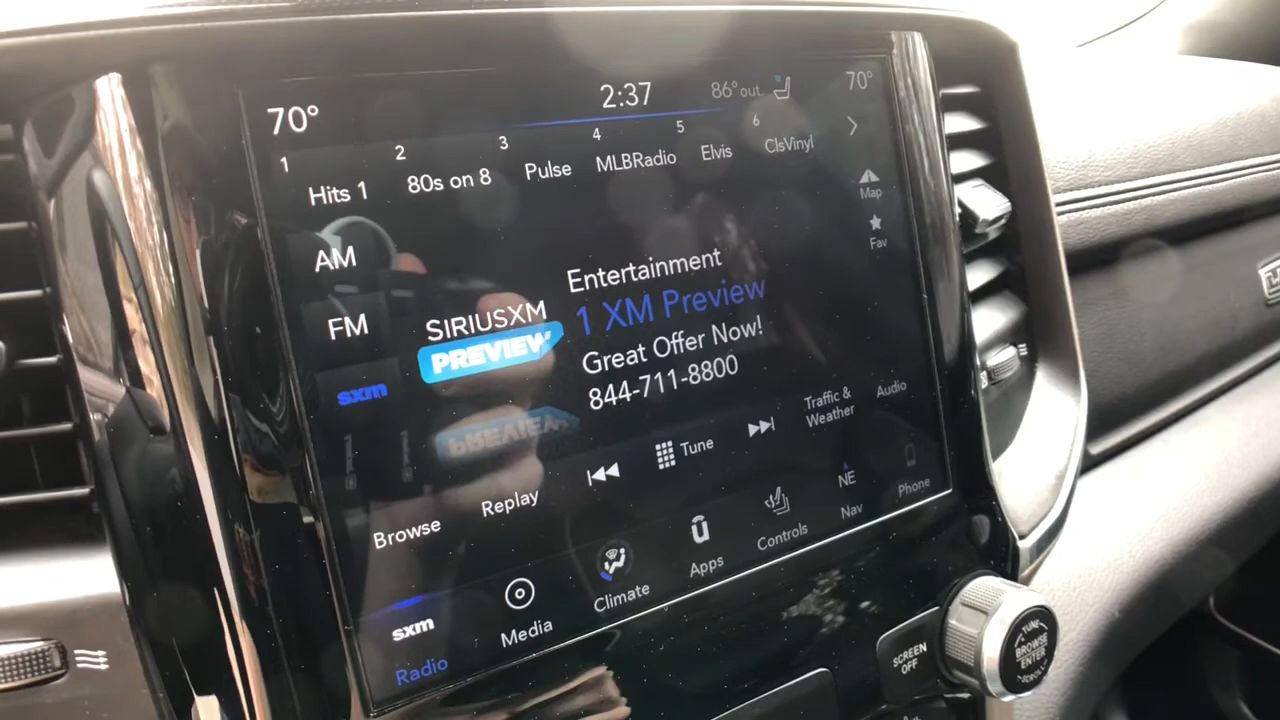 70° 2:37 86° out 70°
1 2 3 4 5 6
Hits 1 80s on 8 Pulse MLBRadio Elvis ClsVinyl
Map
Fav
AM
FM
sxm
SIRIUSXM
PREVIEW
Entertainment
1 XM Preview
Great Offer Now!
844-711-8800
Browse Replay Tune Traffic & Weather Audio
sxm NE
Radio Media Climate Apps Controls Nav Phone
SCREEN
OFF
TUNE
BROWSE
ENTER
SCROLL